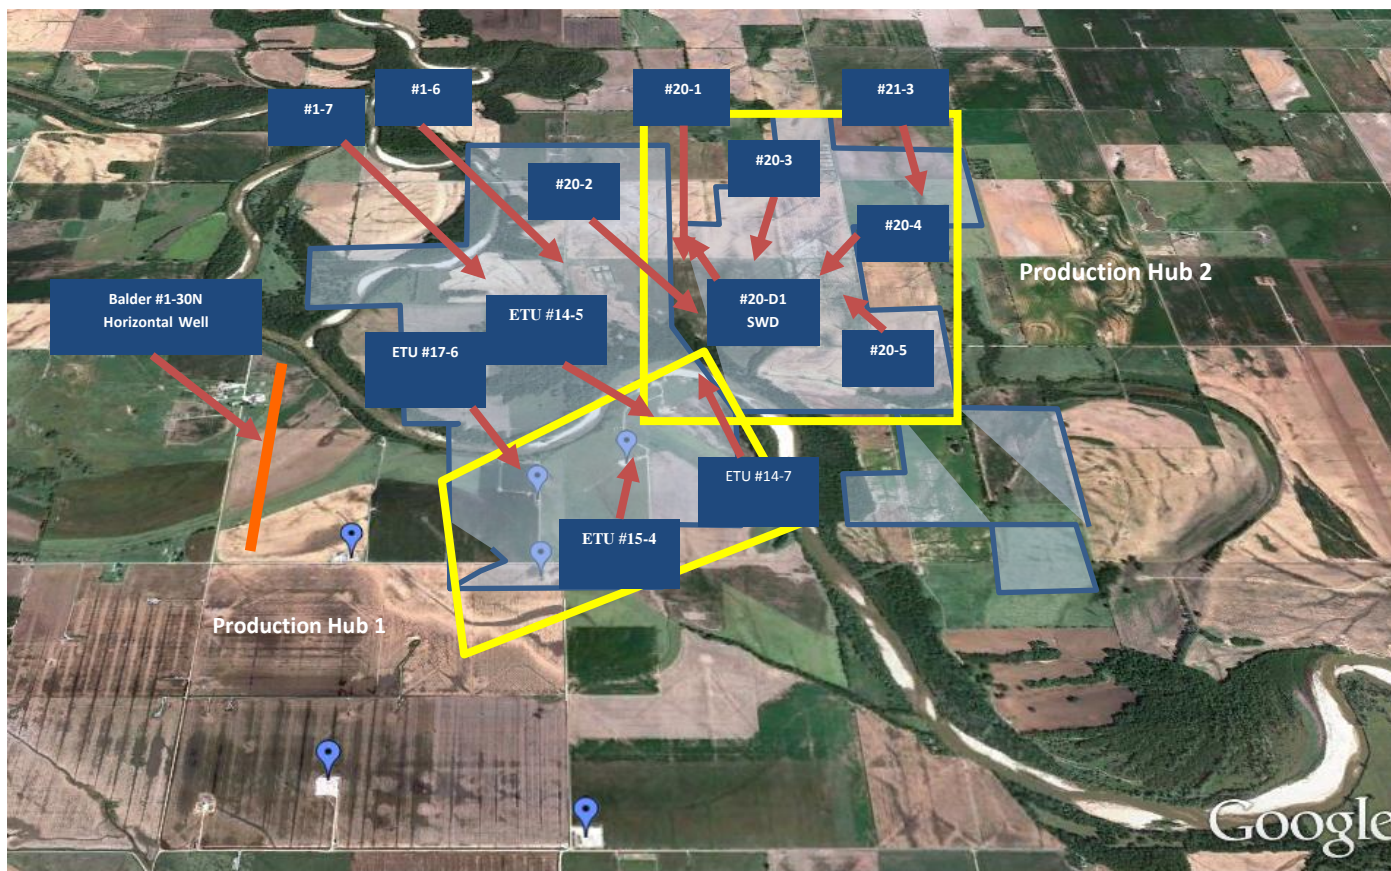 #1-6
#20-1
#21-3
#1-7
#20-3
#20-2
#20-4
Production Hub 2
Balder #1-30N
Horizontal Well
ETU #14-5
#20-D1
SWD
ETU #17-6
#20-5
ETU #14-7
ETU #15-4
Production Hub 1
Google